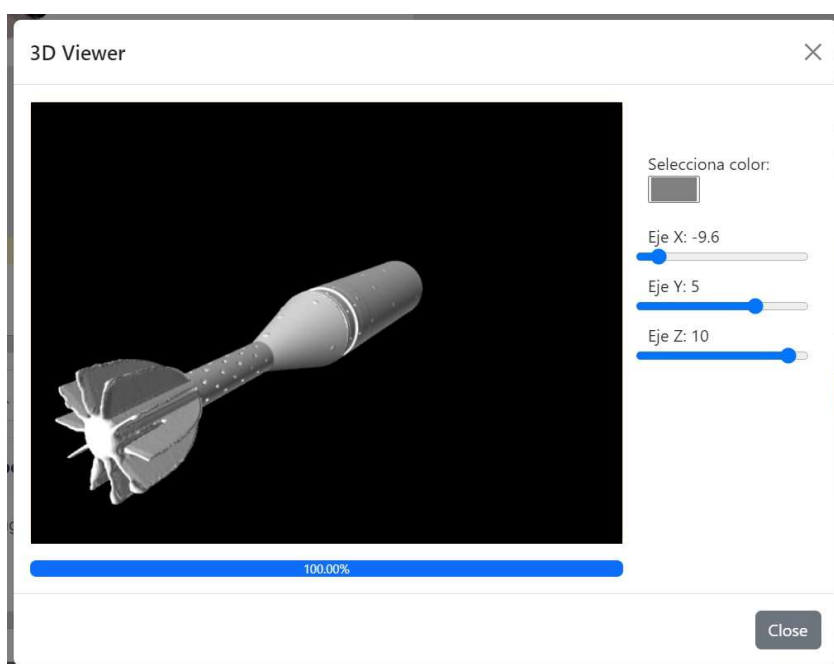 3D Viewer
Selecciona color:
Eje X: -9.6
Eje Y: 5
Eje Z: 10
100.00%
Close